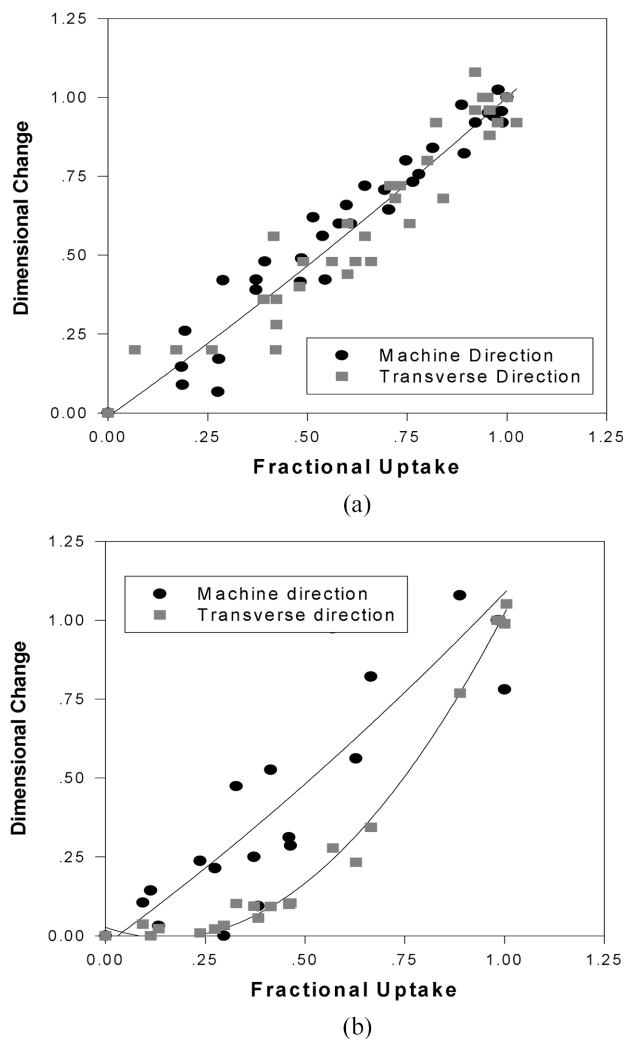 1.25
1.00
.75
.50
.25
0.00
Dimensional Change
Machine Direction
Transverse Direction
0.00 .25 .50 .75 1.00 1.25
Fractional Uptake
(a)
1.25
1.00
.75
.50
.25
0.00
Dimensional Change
Machine direction
Transverse direction
0.00 .25 .50 .75 1.00 1.25
Fractional Uptake
(b)